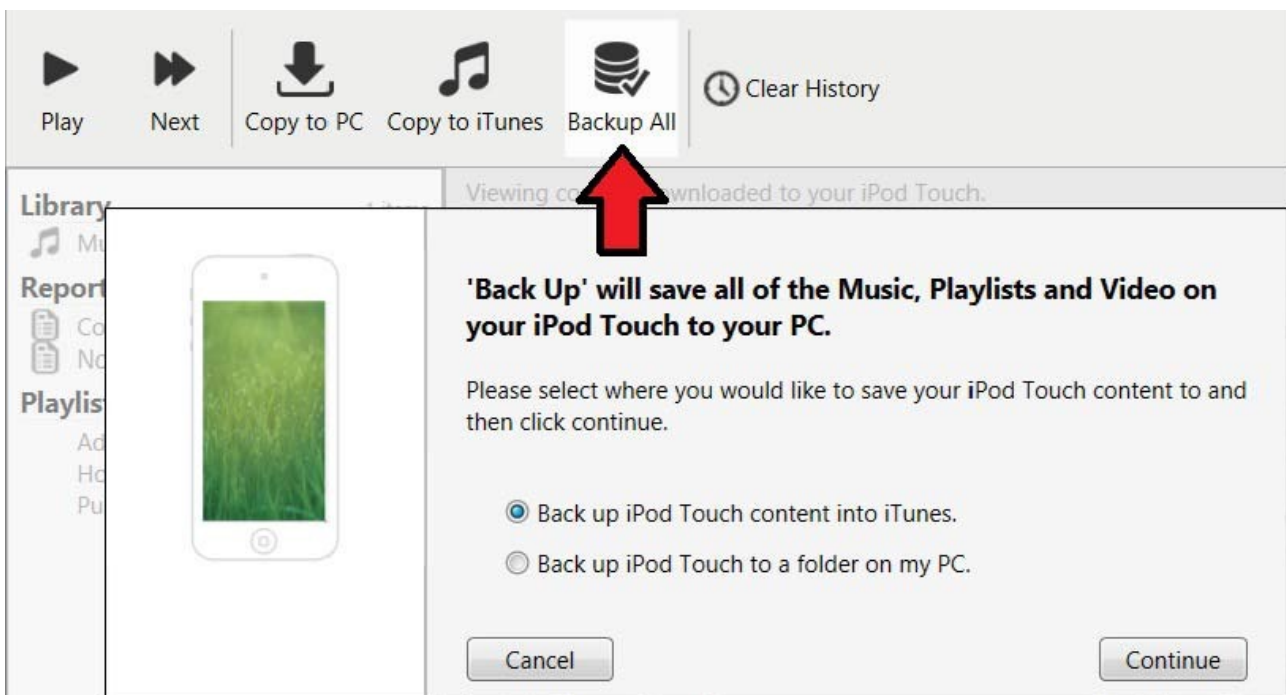 Play Next Copy to PC Copy to iTunes Backup All Clear History
Viewing downloaded to your iPod Touch.
Library
Report
Playlis
'Back Up' will save all of the Music, Playlists and Video on
your iPod Touch to your PC.
Please select where you would like to save your iPod Touch content to and
then click continue.
Back up iPod Touch content into iTunes.
Back up iPod Touch to a folder on my PC.
Cancel Continue